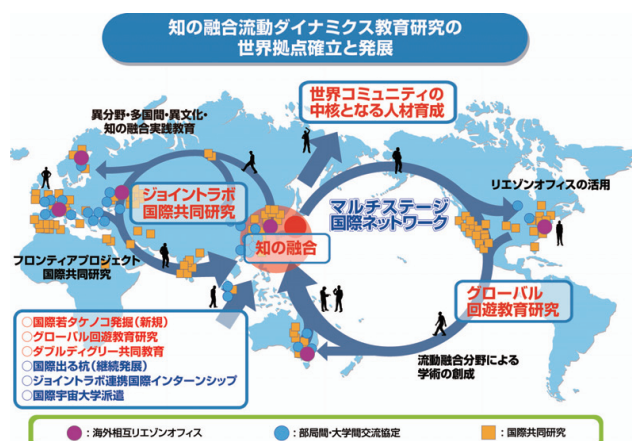 知の融合流動ダイナミクス教育研究の
世界拠点確立と発展
世界コミュニティの
中核となる人材育成
異分野・多国間・異文化・
知の融合実践教育
リエゾンオフィスの活用
ジョイントラボ
国際共同研究
マルチステージ
国際ネットワーク
知の融合
フロンティアプロジェクト
国際共同研究
グローバル
回遊教育研究
○国際若タケノコ発掘(新規)
○グローバル回遊教育研究
○ダブルディグリー共同教育
○国際出る杭(継続発展)
○ジョイントラボ連携国際インターンシップ
○国際宇宙大学派遣
流動融合分野による
学術の創成
:海外相互リエゾンオフィス :部局間・大学間交流協定 :国際共同研究